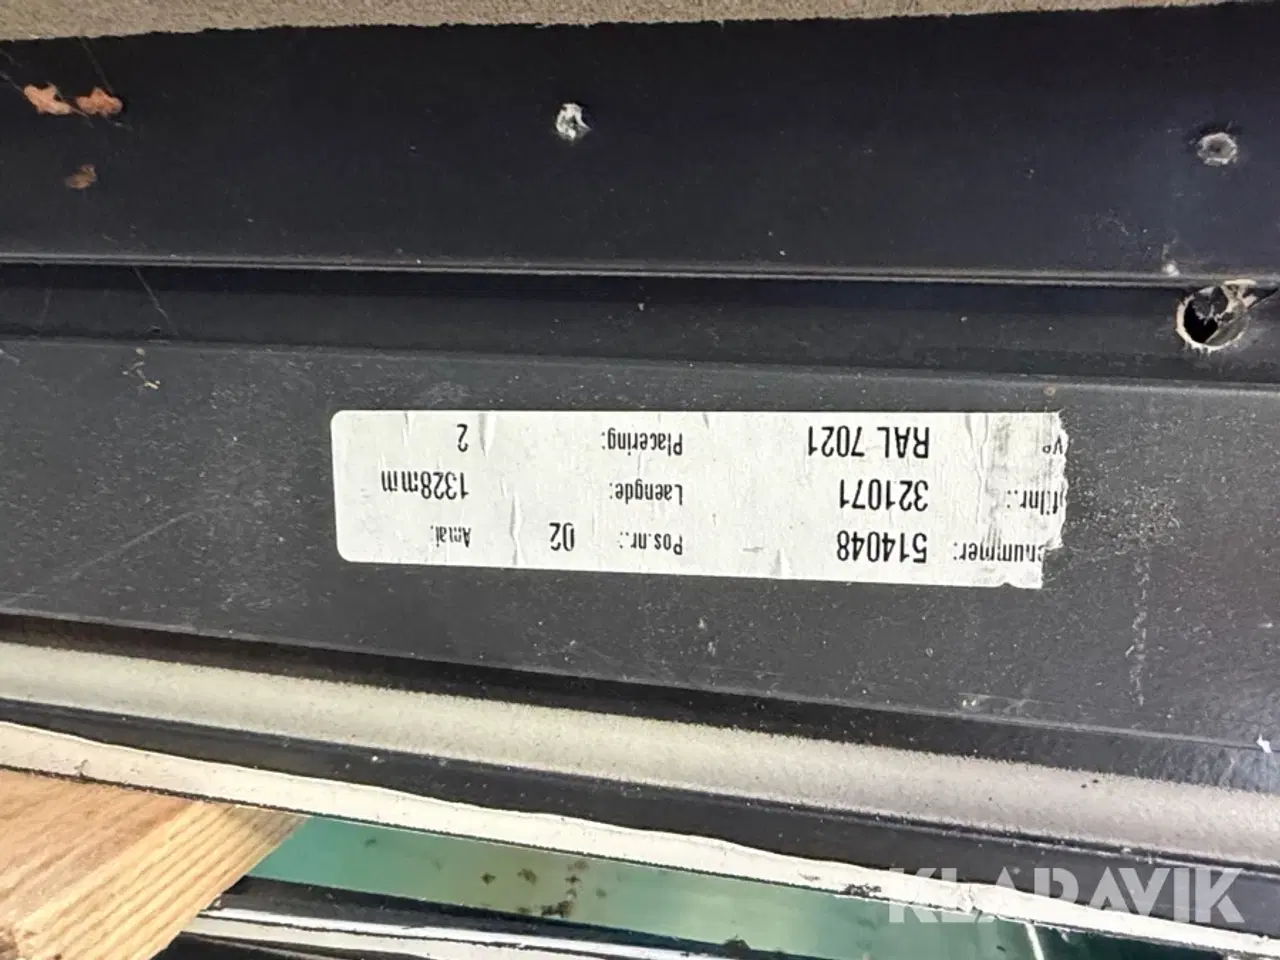 514048 Pos.nr.: 02 Antal:
321071 Laengde: 1328mm
RAL 7021 Placering: 2
KLARAVIK